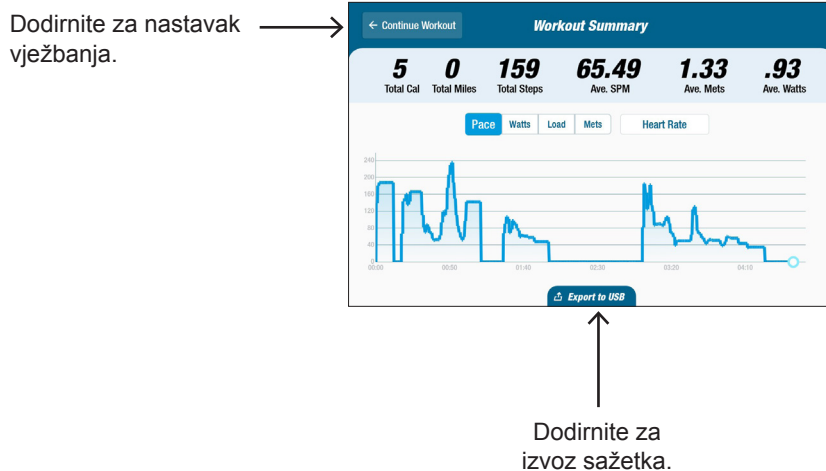 Dodirnite za nastavak
vježbanja.
← Continue Workout
Workout Summary
5 0 159 65.49 1.33 .93
Total Cal Total Miles Total Steps Ave. SPM Ave. Mets Ave. Watts
Pace Watts Load Mets Heart Rate
240
200
160
120
80
40
0
00:00 00:50 01:40 02:30 03:20 04:10
Export to USB
Dodirnite za
izvoz sažetka.